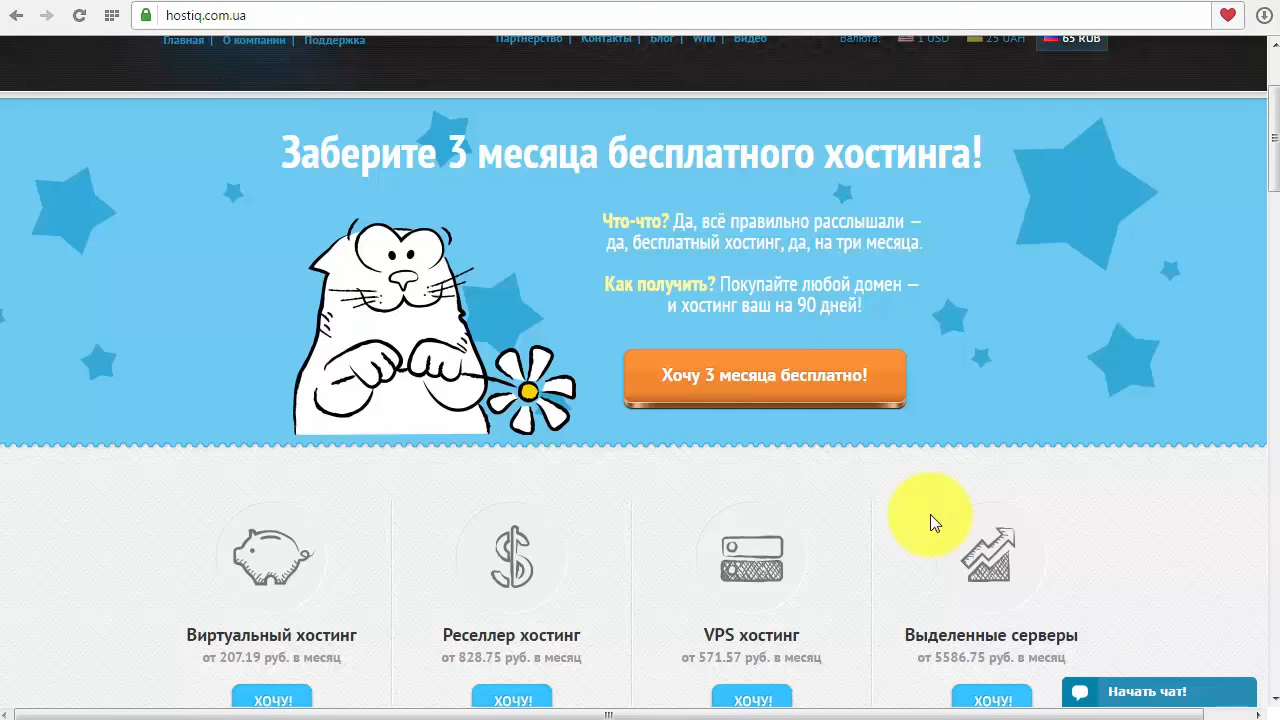 hostiq.com.ua
Главная | О компании | Поддержка
Партнерство | Контакты | Блог | Wiki | Видео
Валюта: 1 USD 25 UAH 65 RUB
Заберите 3 месяца бесплатного хостинга!
Что-что? Да, всё правильно расслышали —
да, бесплатный хостинг, да, на три месяца.
Как получить? Покупайте любой домен —
и хостинг ваш на 90 дней!
Хочу 3 месяца бесплатно!
Виртуальный хостинг
от 207.19 руб. в месяц
ХОЧУ!
Реселлер хостинг
от 828.75 руб. в месяц
ХОЧУ!
VPS хостинг
от 571.57 руб. в месяц
ХОЧУ!
Выделенные серверы
от 5586.75 руб. в месяц
ХОЧУ!
Начать чат!